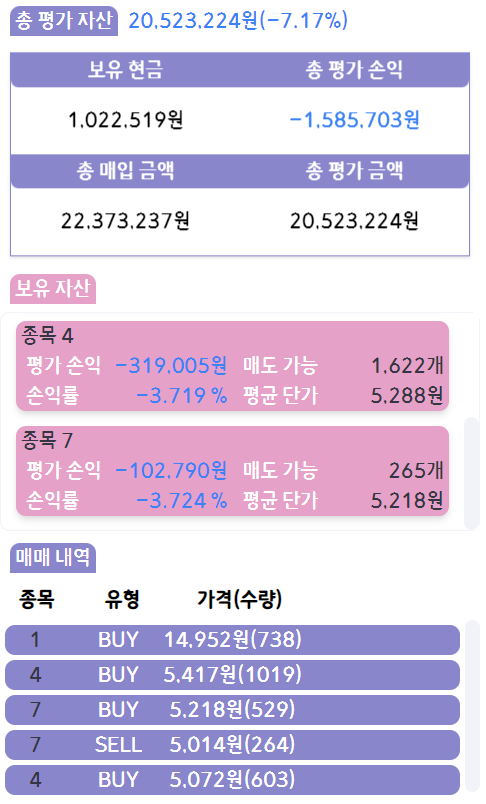 총 평가 자산 20,523,224원(-7.17%)
보유 현금 총 평가 손익
1,022,519원 -1,585,703원
총 매입 금액 총 평가 금액
22,373,237원 20,523,224원
보유 자산
종목 4
평가 손익 -319,005원 매도 가능 1,622개
손익률 -3.719 % 평균 단가 5,288원
종목 7
평가 손익 -102,790원 매도 가능 265개
손익률 -3.724 % 평균 단가 5,218원
매매 내역
종목 유형 가격(수량)
1 BUY 14,952원(738)
4 BUY 5,417원(1019)
7 BUY 5,218원(529)
7 SELL 5,014원(264)
4 BUY 5,072원(603)